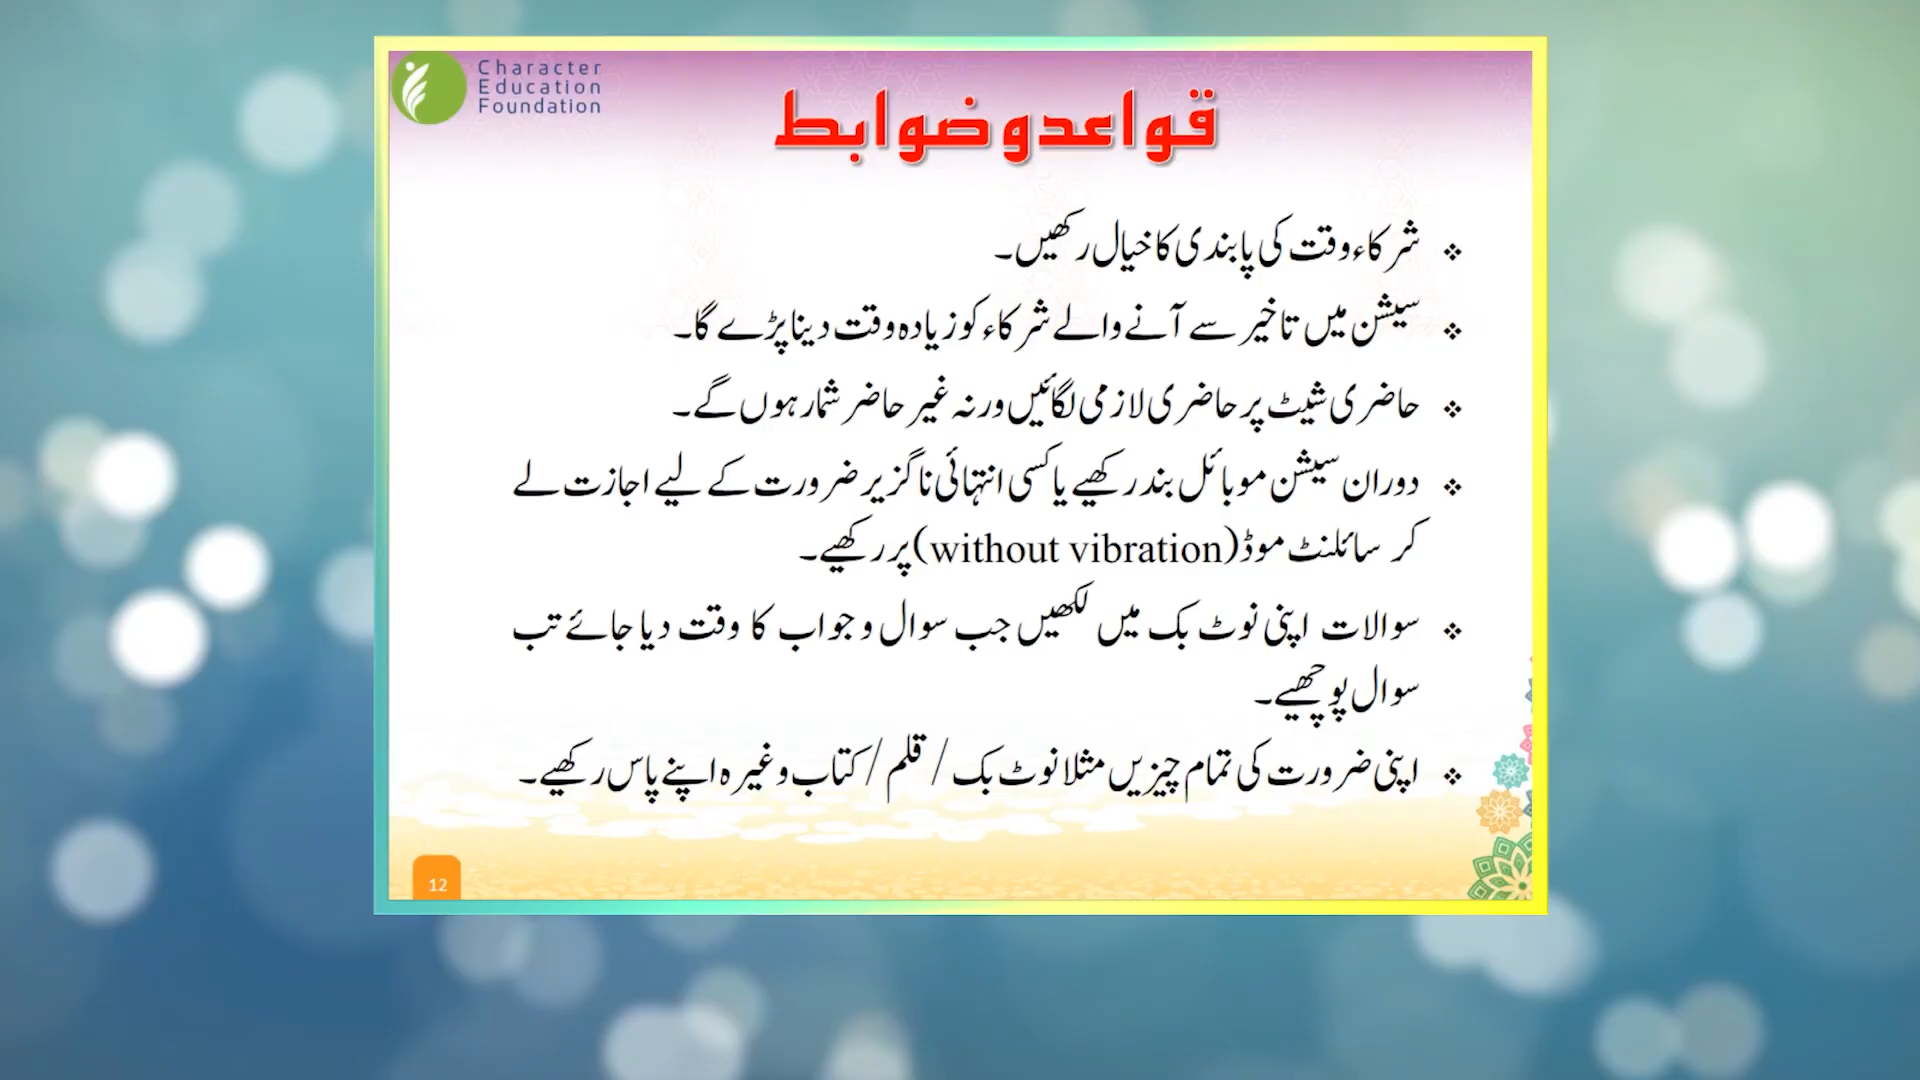 Character
Education
Foundation
قواعد و ضوابط
شرکاء وقت کی پابندی کا خیال رکھیں۔
سیشن میں تاخیر سے آنے والے شرکاء کو زیادہ وقت دینا پڑے گا۔
حاضری شیٹ پر حاضری لازمی لگائیں ورنہ غیر حاضر شمار ہوں گے۔
دوران سیشن موبائل بند رکھیے یا کسی انتہائی ناگزیر ضرورت کے لیے اجازت لے
کر سائلنٹ موڈ (without vibration) پر رکھیے۔
سوالات اپنی نوٹ بک میں لکھیں جب سوال و جواب کا وقت دیا جائے تب
سوال پوچھیے۔
اپنی ضرورت کی تمام چیزیں مثلا نوٹ بک / قلم / کتاب وغیرہ اپنے پاس رکھیے۔
12